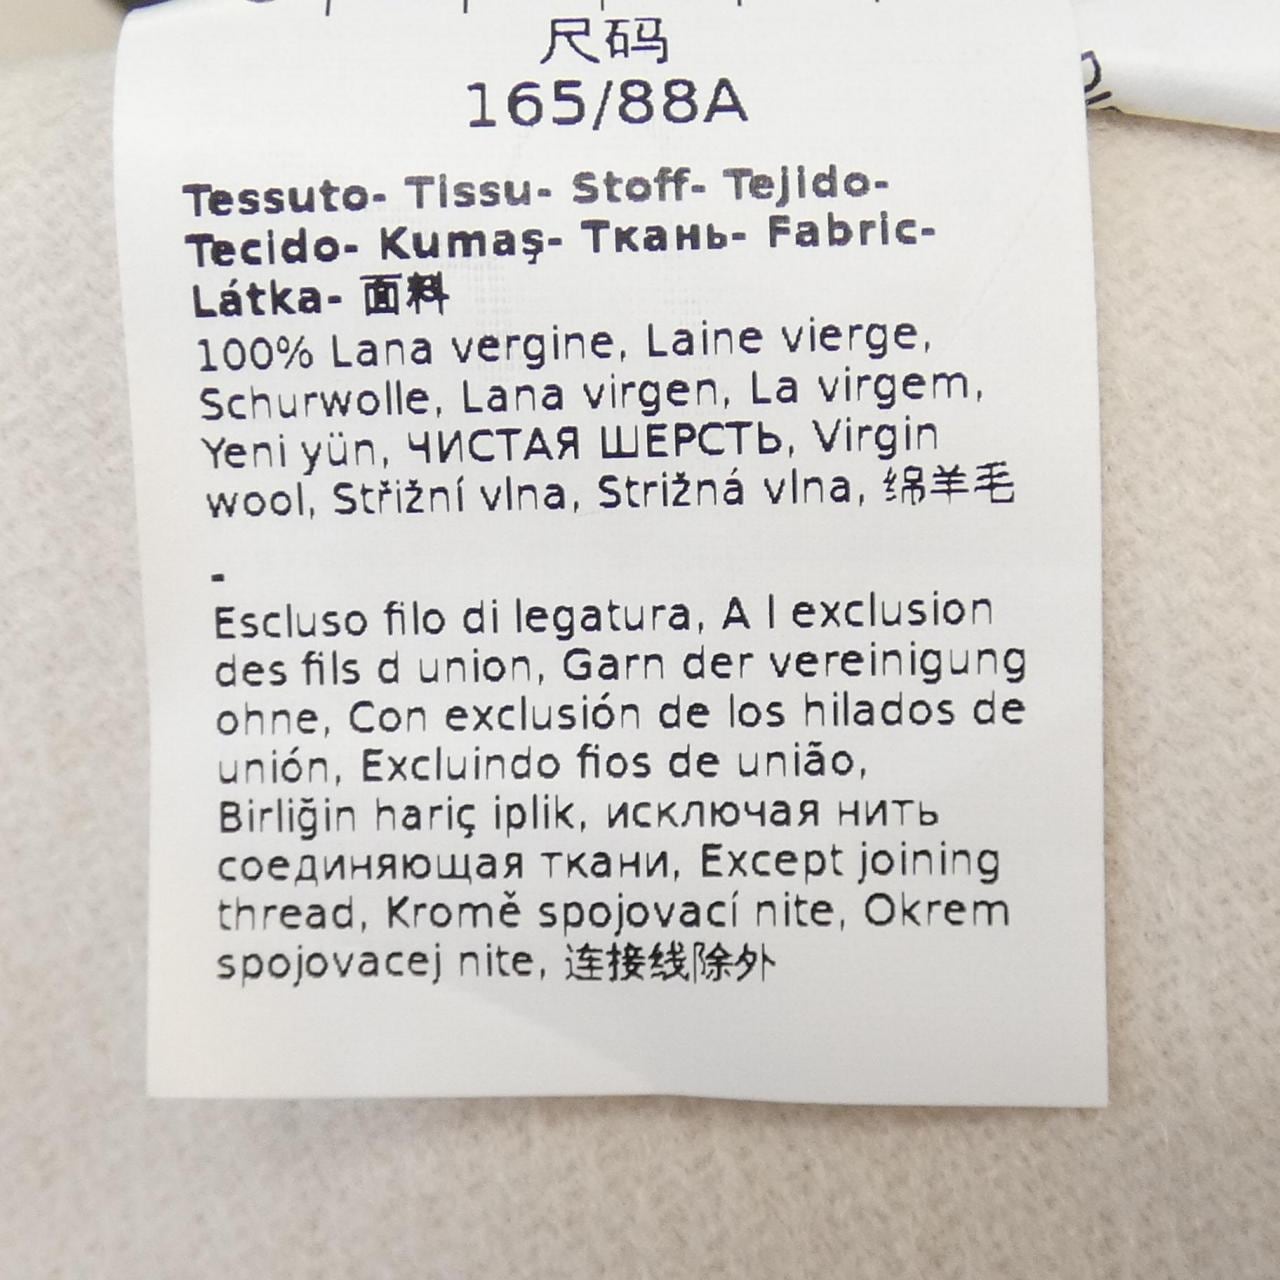 尺码
165/88A
Tessuto- Tissu- Stoff- Tejido-
Tecido- Kumaş- Ткань- Fabric-
Látka- 面料
100% Lana vergine, Laine vierge,
Schurwolle, Lana virgen, La virgem,
Yeni yün, ЧИСТАЯ ШЕРСТЬ, Virgin
wool, Střižní vlna, Strižná vlna, 绵羊毛
-
Escluso filo di legatura, A l exclusion
des fils d union, Garn der vereinigung
ohne, Con exclusión de los hilados de
unión, Excluindo fios de união,
Birliğin hariç iplik, исключая нить
соединяющая ткани, Except joining
thread, Kromě spojovací nite, Okrem
spojovacej nite, 连接线除外